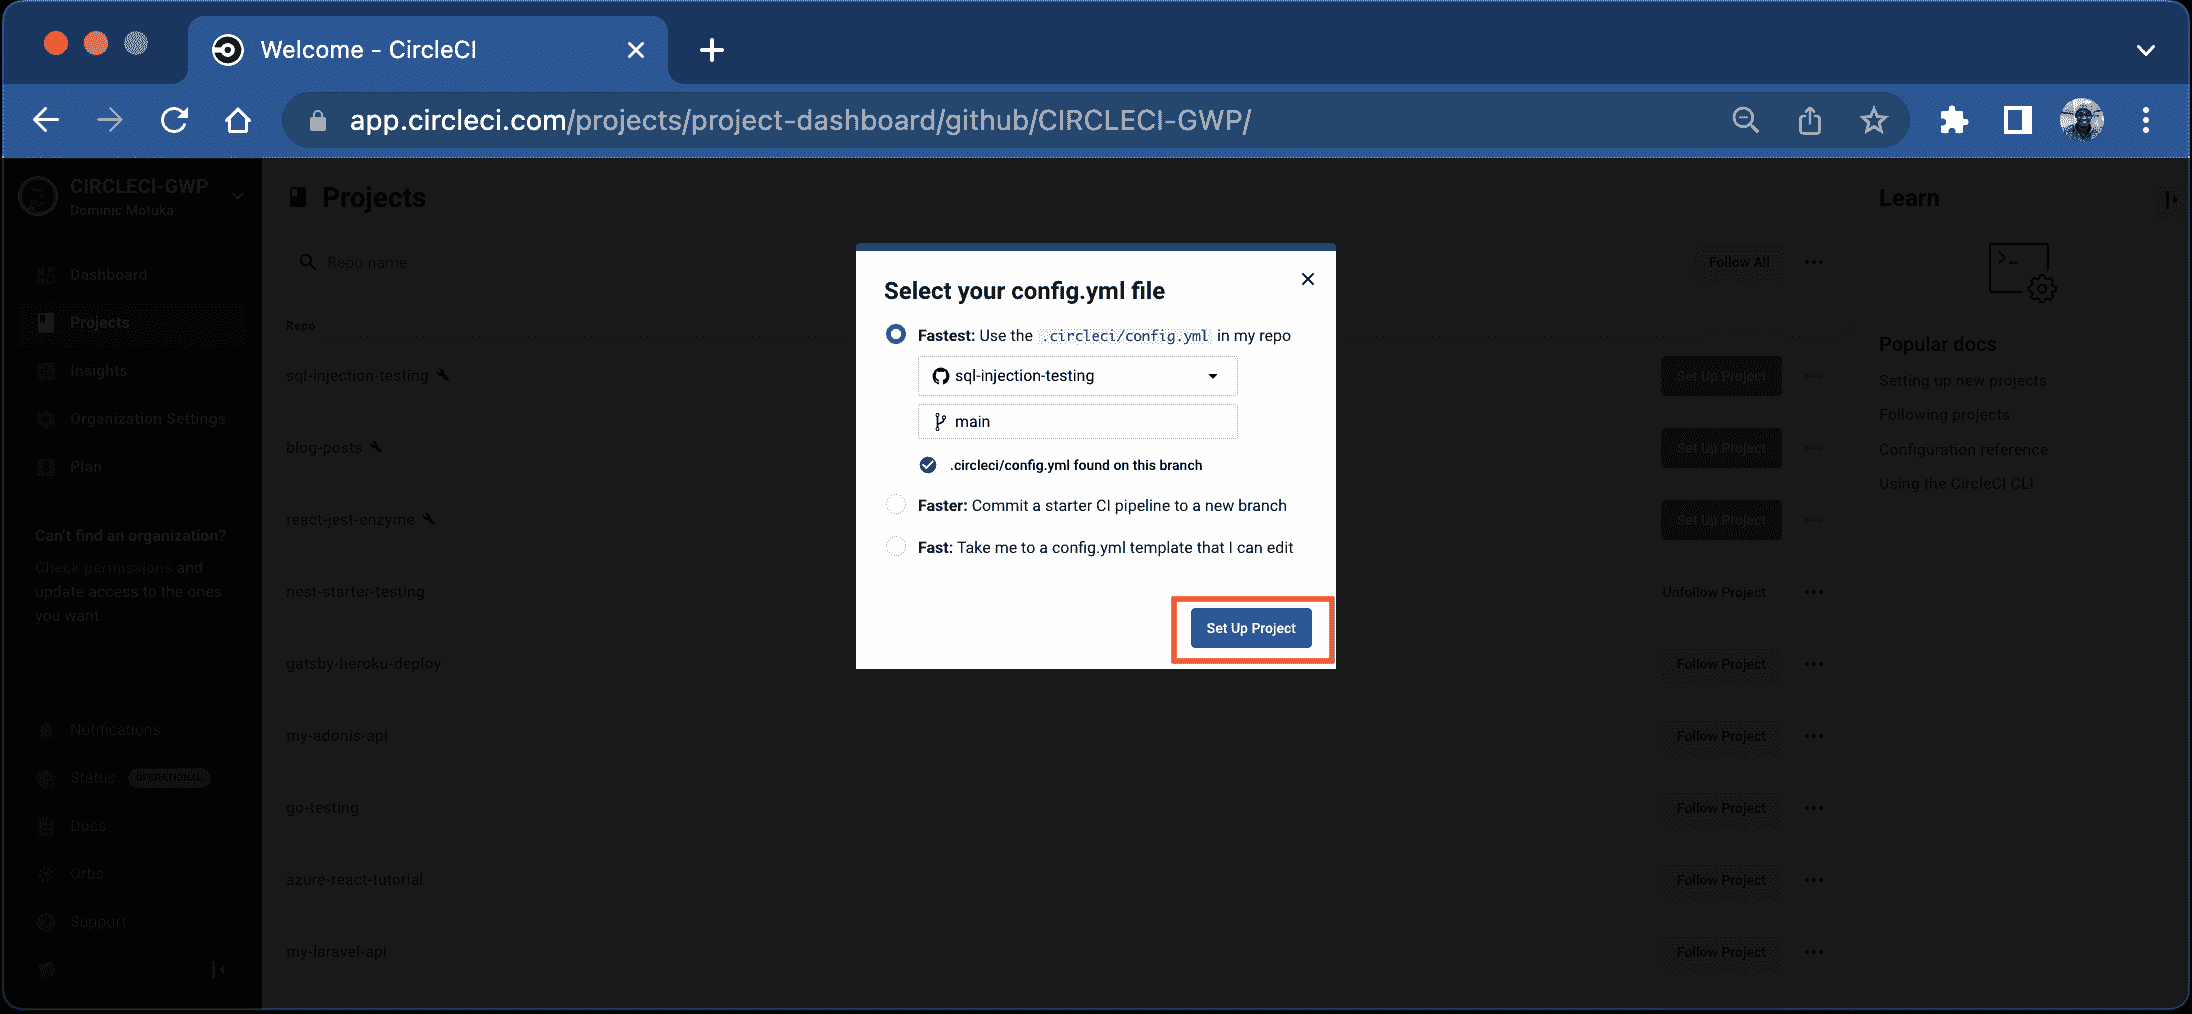 Welcome - CircleCI
app.circleci.com/projects/project-dashboard/github/CIRCLECI-GWP/
CIRCLECI-GWP
Dominic Motuka
Dashboard
Projects
Insights
Organization Settings
Plan
Can't find an organization?
Check permissions and
update access to the ones
you want.
Notifications
Status OPERATIONAL
Docs
Orbs
Support
Projects
Repo name
Follow All
Repo
sql-injection-testing
Set Up Project
blog-posts
Set Up Project
react-jest-enzyme
Set Up Project
nest-starter-testing
Unfollow Project
gatsby-heroku-deploy
Follow Project
my-adonis-api
Follow Project
go-testing
Follow Project
azure-react-tutorial
Follow Project
my-laravel-api
Follow Project
Select your config.yml file
Fastest: Use the .circleci/config.yml in my repo
sql-injection-testing
main
.circleci/config.yml found on this branch
Faster: Commit a starter CI pipeline to a new branch
Fast: Take me to a config.yml template that I can edit
Set Up Project
Learn
Popular docs
Setting up new projects
Following projects
Configuration reference
Using the CircleCI CLI